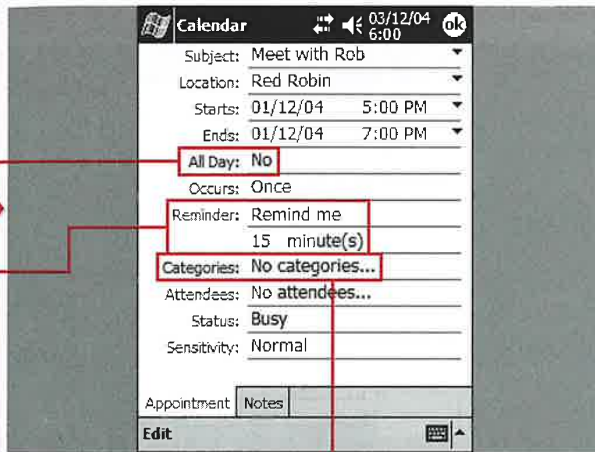 Calendar 03/12/04 6:00 ok
Subject: Meet with Rob
Location: Red Robin
Starts: 01/12/04 5:00 PM
Ends: 01/12/04 7:00 PM
All Day: No
Occurs: Once
Reminder: Remind me
15 minute(s)
Categories: No categories...
Attendees: No attendees...
Status: Busy
Sensitivity: Normal
Appointment Notes
Edit